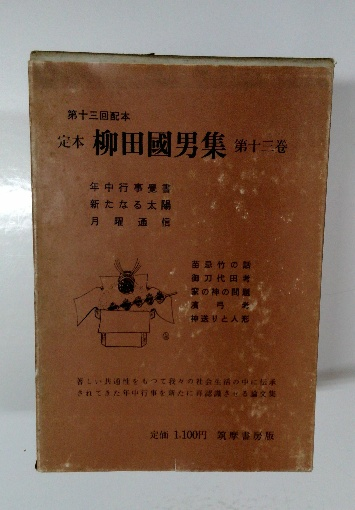 第十三回配本
定本 柳田國男集 第十三卷
年中行事覺書
新たなる太陽
月曜通信
苗忌竹の話
御刀代田考
家の神の問題
濱弓考
神送りと人形
著しい共通性をもつて我々の社会生活の中に伝承
されてきた年中行事を新たに再認識させる論文集
定価 1,100円 筑摩書房版